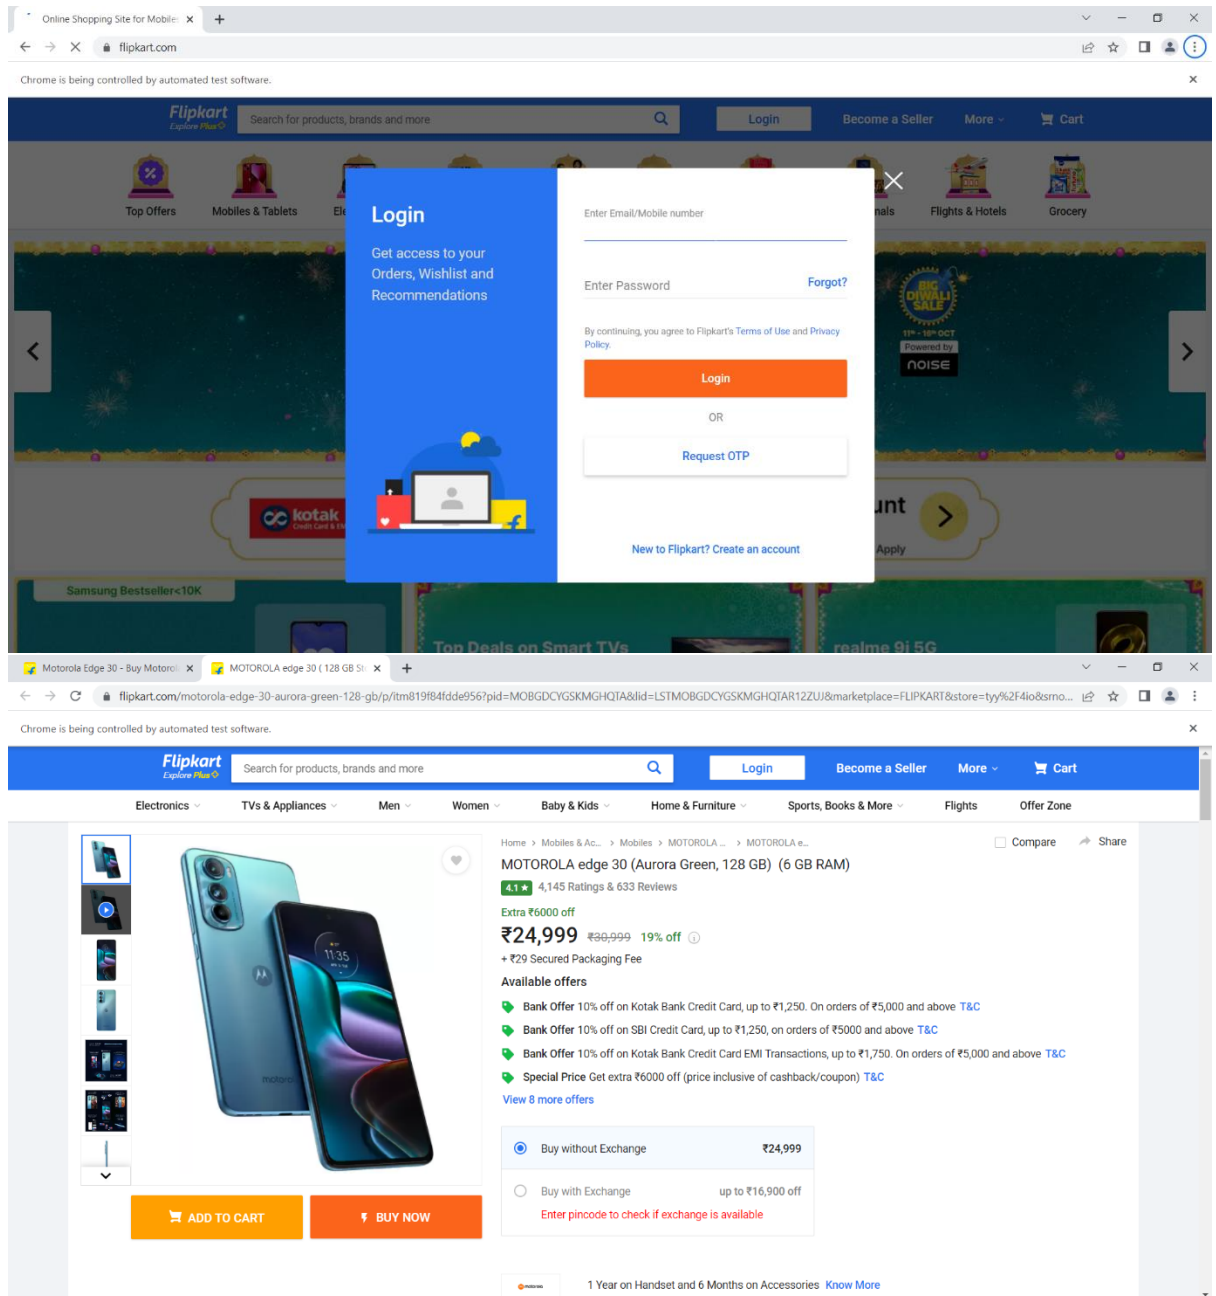 Online Shopping Site for Mobiles
flipkart.com
Chrome is being controlled by automated test software.
Flipkart
Explore Plus
Search for products, brands and more
Login
Become a Seller
More
Cart
Top Offers
Mobiles & Tablets
Ele
nals
Flights & Hotels
Grocery
Login
Get access to your
Orders, Wishlist and
Recommendations
Enter Email/Mobile number
Enter Password
Forgot?
By continuing, you agree to Flipkart's Terms of Use and Privacy
Policy.
Login
OR
Request OTP
New to Flipkart? Create an account
BIG
DIWALI
SALE
11th - 16th OCT
Powered by
noise
kotak
Credit Card & EM
unt
Apply
Samsung Bestseller<10K
Top Deals on Smart TVs
realme 9i 5G
Motorola Edge 30 - Buy Motorol
MOTOROLA edge 30 ( 128 GB St
flipkart.com/motorola-edge-30-aurora-green-128-gb/p/itm819f84fdde956?pid=MOBGDCYGSKMGHQTA&lid=LSTMOBGDCYGSKMGHQTAR12ZUJ&marketplace=FLIPKART&store=tyy%2F4io&smo...
Chrome is being controlled by automated test software.
Flipkart
Explore Plus
Search for products, brands and more
Login
Become a Seller
More
Cart
Electronics
TVs & Appliances
Men
Women
Baby & Kids
Home & Furniture
Sports, Books & More
Flights
Offer Zone
Home > Mobiles & Ac... > Mobiles > MOTOROLA ... > MOTOROLA e...
Compare
Share
MOTOROLA edge 30 (Aurora Green, 128 GB) (6 GB RAM)
4.1★ 4,145 Ratings & 633 Reviews
Extra ₹6000 off
₹24,999 ₹30,999 19% off
+ ₹29 Secured Packaging Fee
Available offers
Bank Offer 10% off on Kotak Bank Credit Card, up to ₹1,250. On orders of ₹5,000 and above T&C
Bank Offer 10% off on SBI Credit Card, up to ₹1,250, on orders of ₹5000 and above T&C
Bank Offer 10% off on Kotak Bank Credit Card EMI Transactions, up to ₹1,750. On orders of ₹5,000 and above T&C
Special Price Get extra ₹6000 off (price inclusive of cashback/coupon) T&C
View 8 more offers
11:35
motorola
Buy without Exchange ₹24,999
Buy with Exchange up to ₹16,900 off
Enter pincode to check if exchange is available
ADD TO CART
BUY NOW
motorola
1 Year on Handset and 6 Months on Accessories Know More